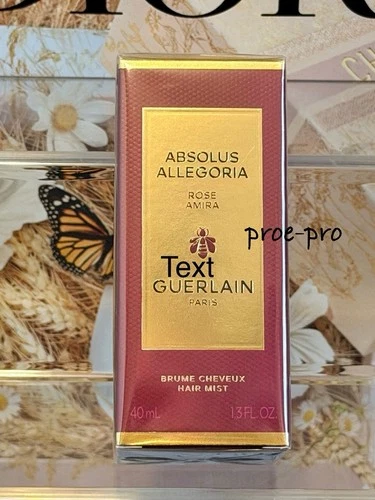 ABSOLUS
ALLEGORIA
ROSE
AMIRA
proe-pro
Text
GUERLAIN
PARIS
BRUME CHEVEUX
HAIR MIST
40 mL 1.3 FL.OZ.